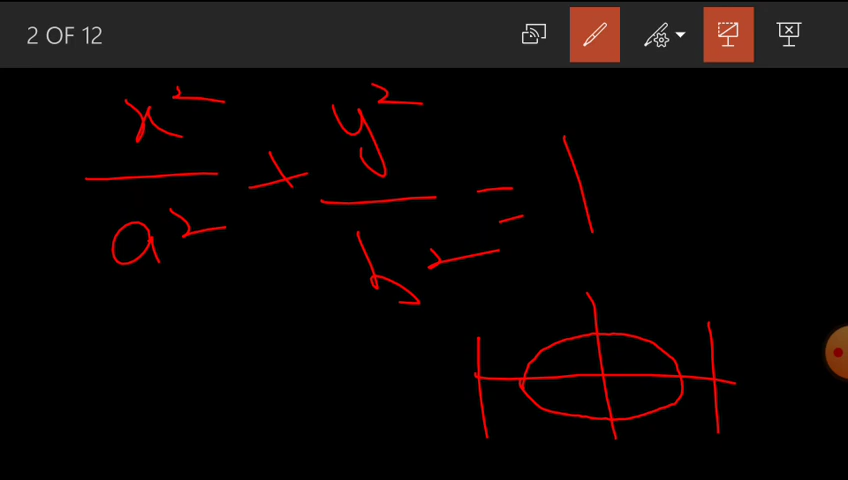 2 OF 12
x²/a² + y²/b² = 1